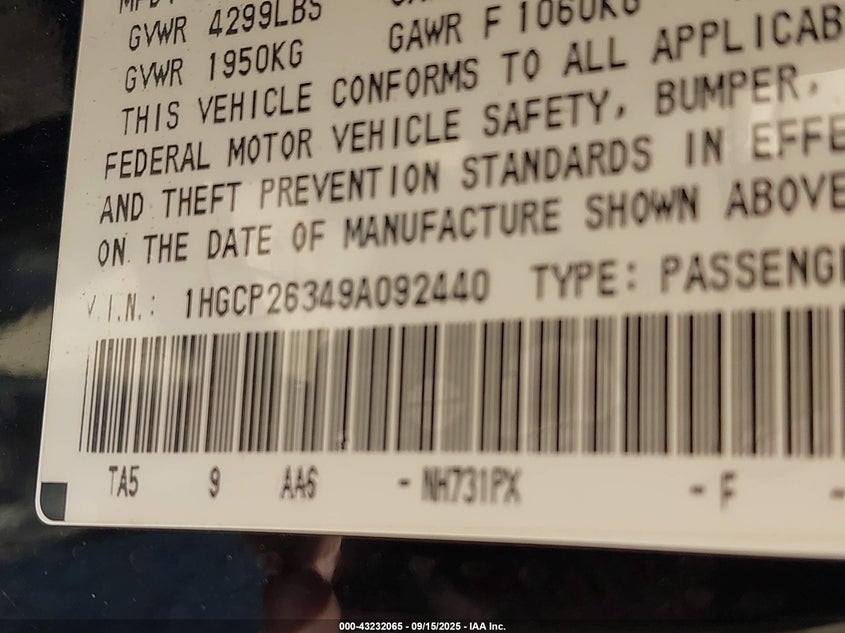 GVWR 4299LBS
GVWR 1950KG GAWR F 1060KG
THIS VEHICLE CONFORMS TO ALL APPLICAB
FEDERAL MOTOR VEHICLE SAFETY, BUMPER,
AND THEFT PREVENTION STANDARDS IN EFFE
ON THE DATE OF MANUFACTURE SHOWN ABOVE
V.I.N.: 1HGCP26349A092440 TYPE: PASSENG
TA5 9 AA6 - NH731PX - F -
000-43232065 - 09/15/2025 - IAA Inc.